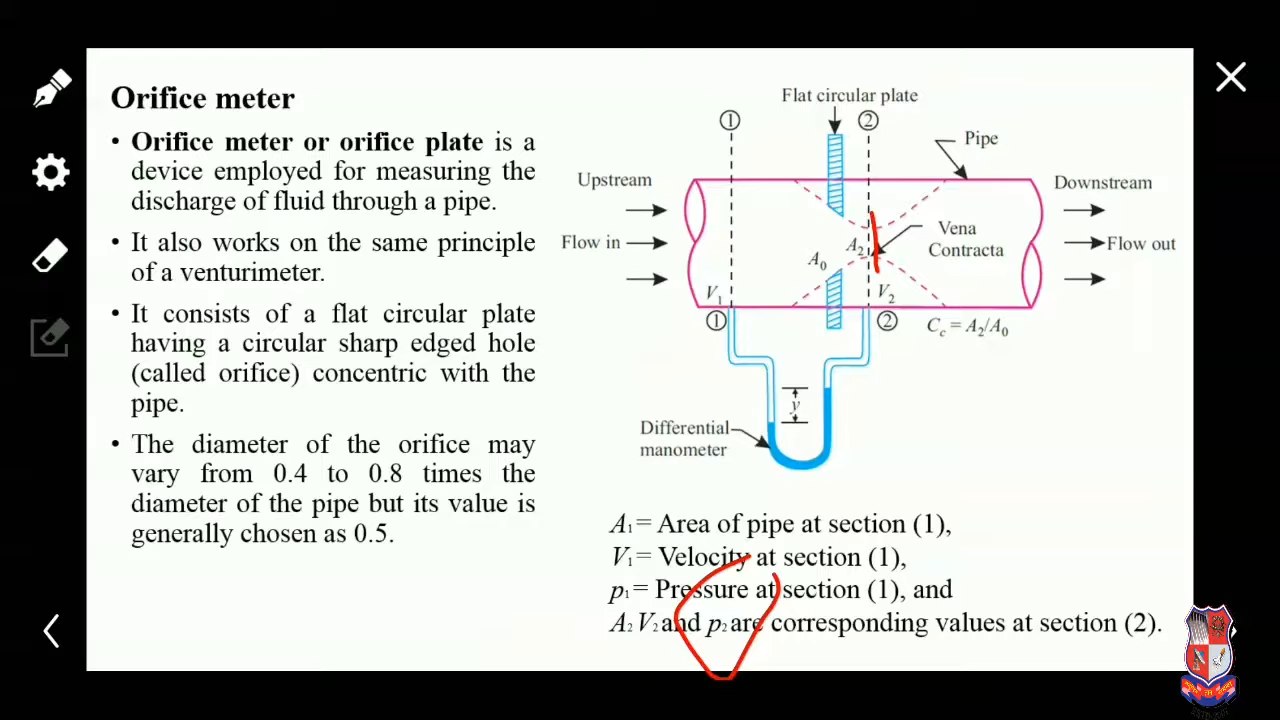 Orifice meter
• Orifice meter or orifice plate is a
device employed for measuring the
discharge of fluid through a pipe.
• It also works on the same principle
of a venturimeter.
• It consists of a flat circular plate
having a circular sharp edged hole
(called orifice) concentric with the
pipe.
• The diameter of the orifice may
vary from 0.4 to 0.8 times the
diameter of the pipe but its value is
generally chosen as 0.5.
Flat circular plate
① ②
Pipe
Upstream
Downstream
Flow in
Flow out
Vena
Contracta
A₂
A₀
V₁
V₂
① ②
C꜀ = A₂/A₀
y
Differential
manometer
A₁ = Area of pipe at section (1),
V₁ = Velocity at section (1),
p₁ = Pressure at section (1), and
A₂ V₂ and p₂ are corresponding values at section (2).